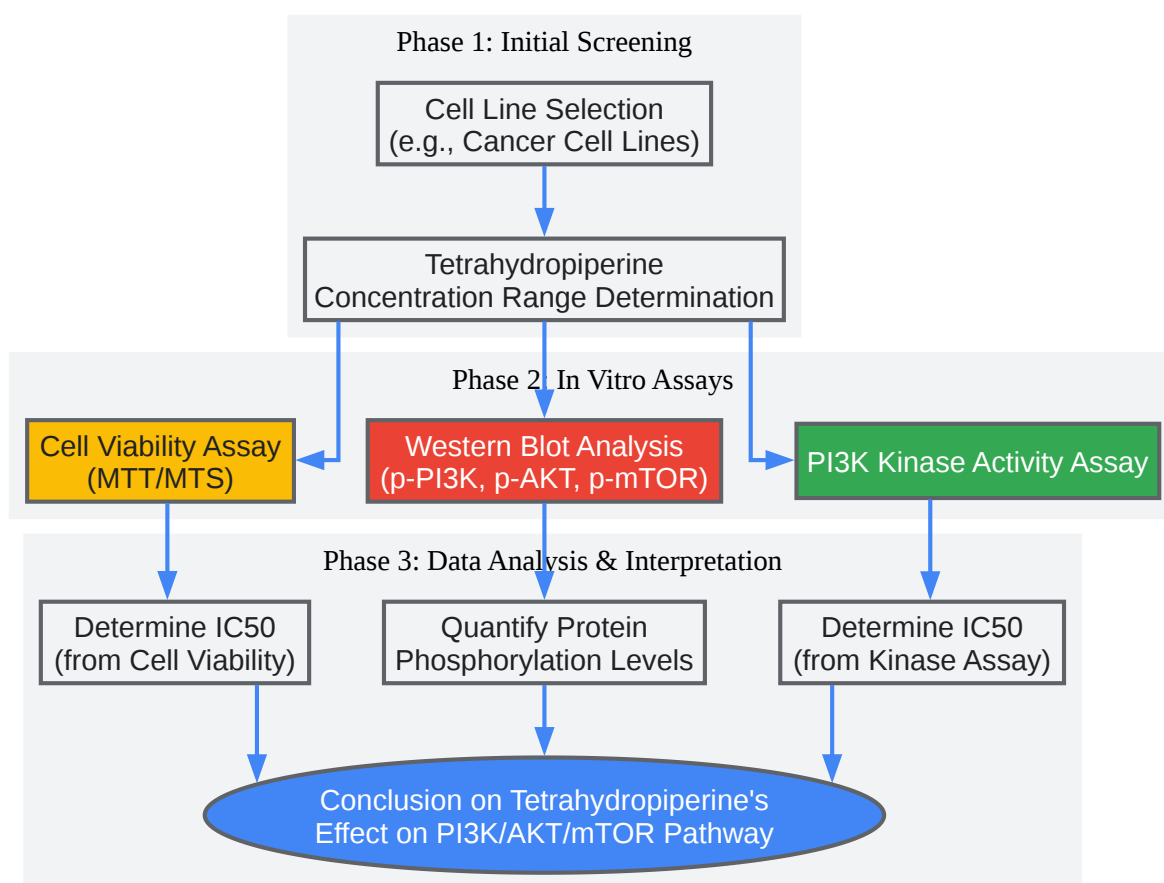 Phase 1: Initial Screening
Cell Line Selection
(e.g., Cancer Cell Lines)
Tetrahydropiperine
Concentration Range Determination
Phase 2: In Vitro Assays
Cell Viability Assay
(MTT/MTS)
Western Blot Analysis
(p-PI3K, p-AKT, p-mTOR)
PI3K Kinase Activity Assay
Phase 3: Data Analysis & Interpretation
Determine IC50
(from Cell Viability)
Quantify Protein
Phosphorylation Levels
Determine IC50
(from Kinase Assay)
Conclusion on Tetrahydropiperine's
Effect on PI3K/AKT/mTOR Pathway